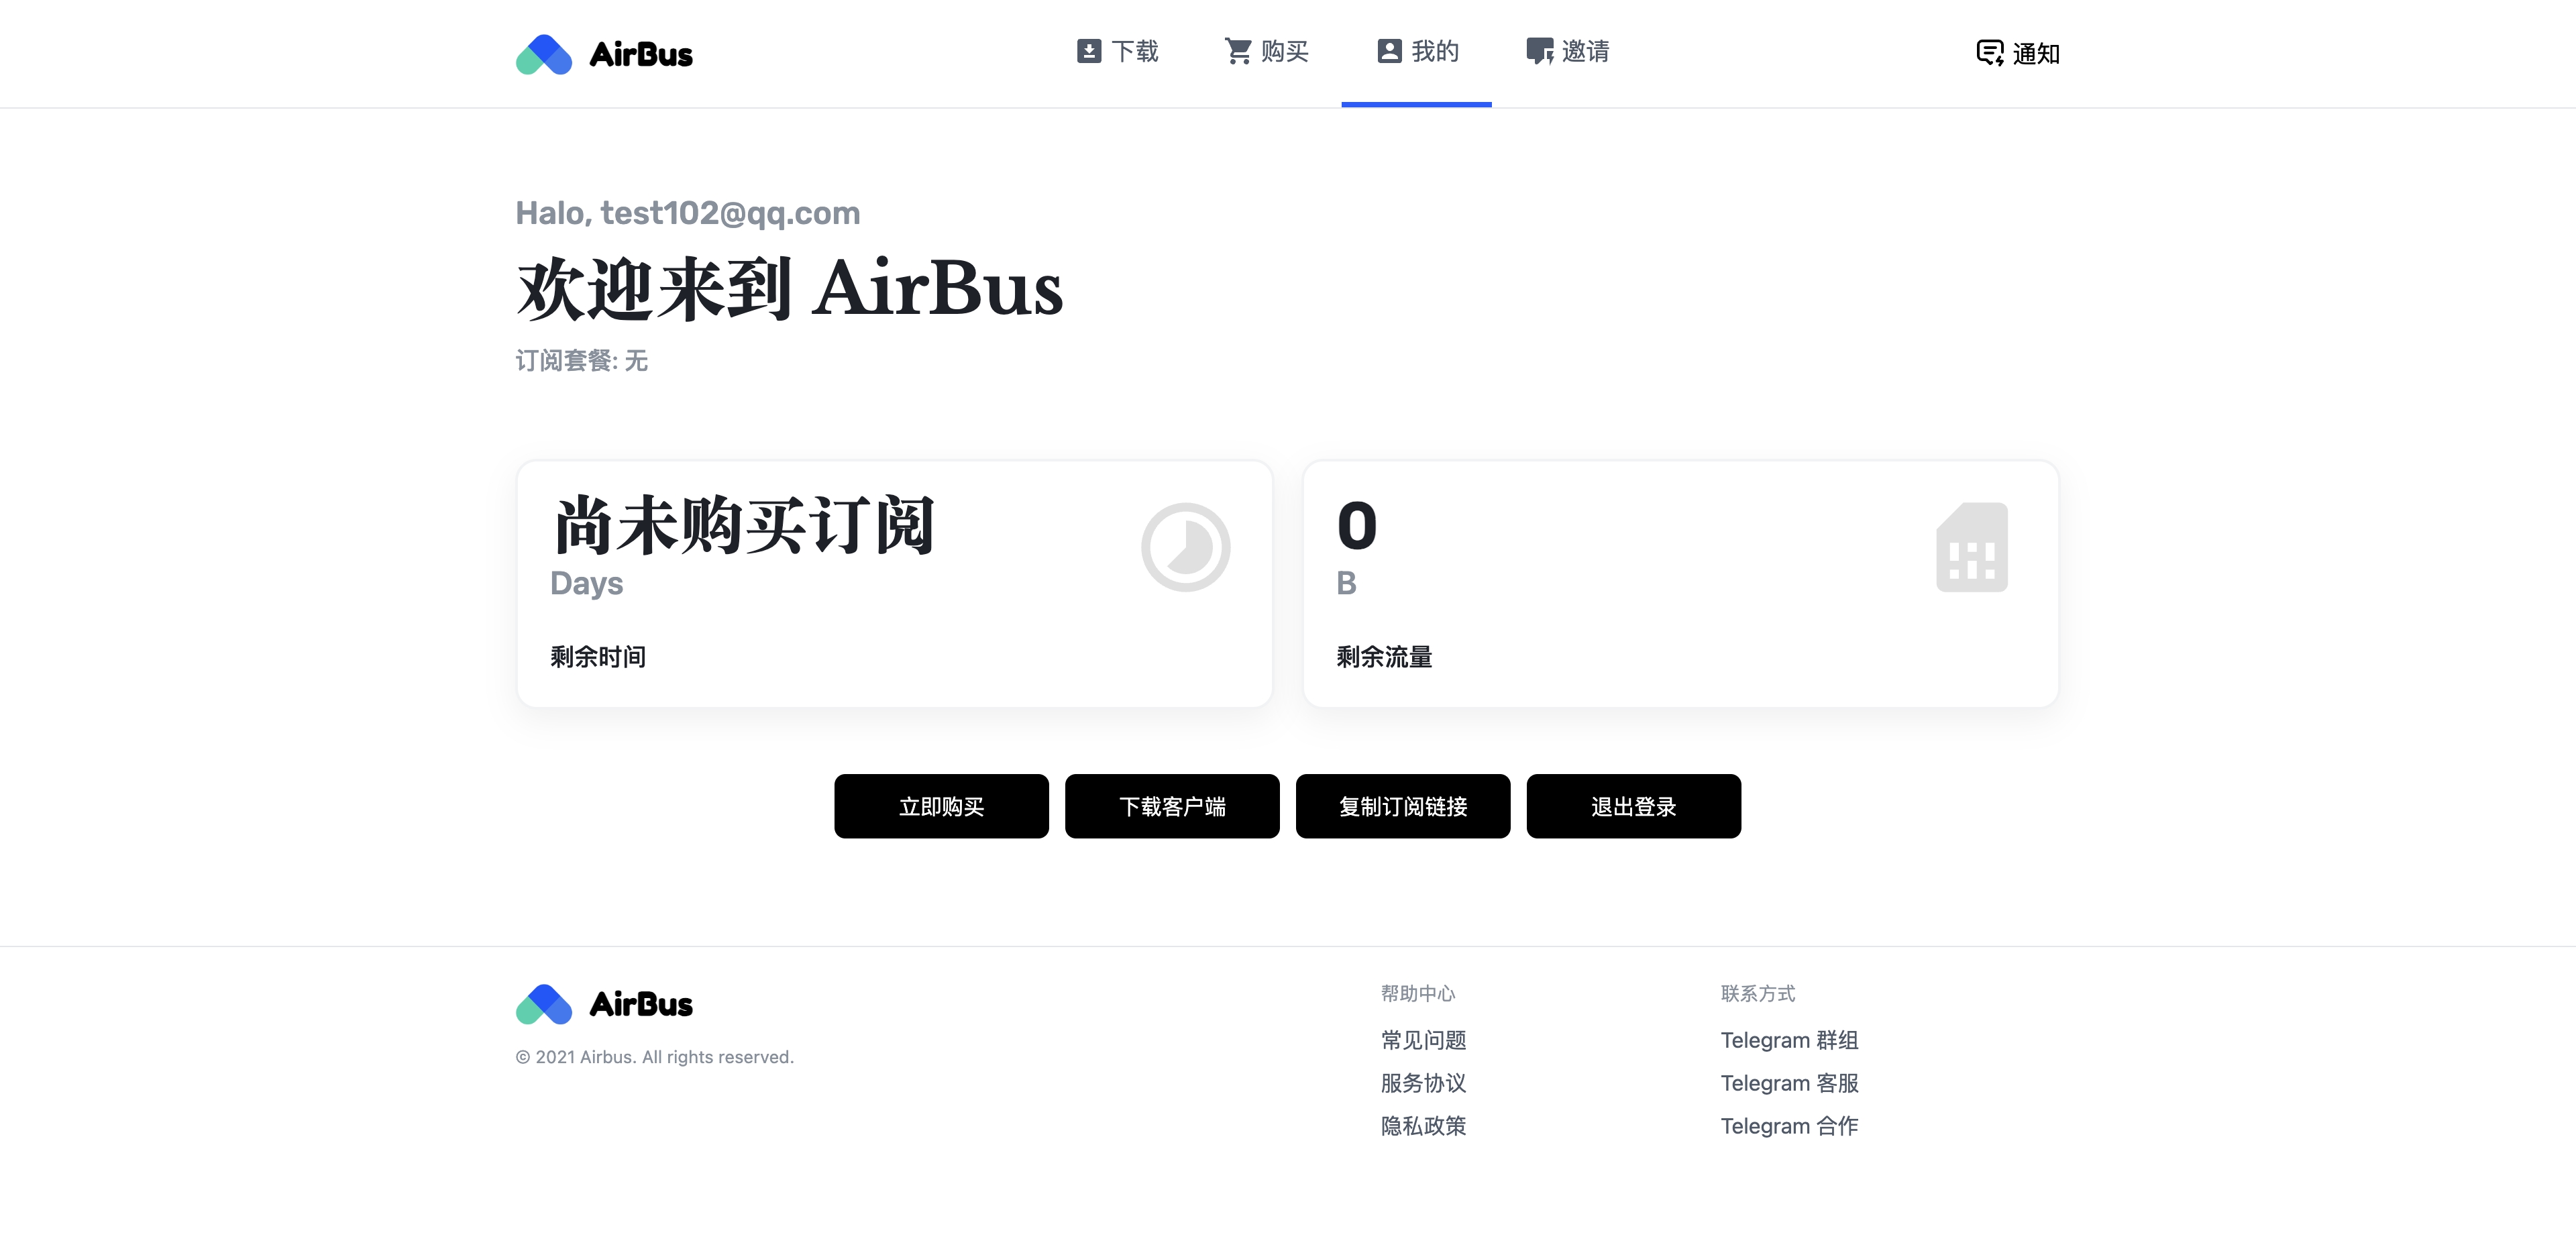 AirBus
下载
购买
我的
邀请
通知
Halo, test102@qq.com
欢迎来到 AirBus
订阅套餐: 无
尚未购买订阅
Days
剩余时间
0
B
剩余流量
立即购买
下载客户端
复制订阅链接
退出登录
AirBus
© 2021 Airbus. All rights reserved.
帮助中心
常见问题
服务协议
隐私政策
联系方式
Telegram 群组
Telegram 客服
Telegram 合作